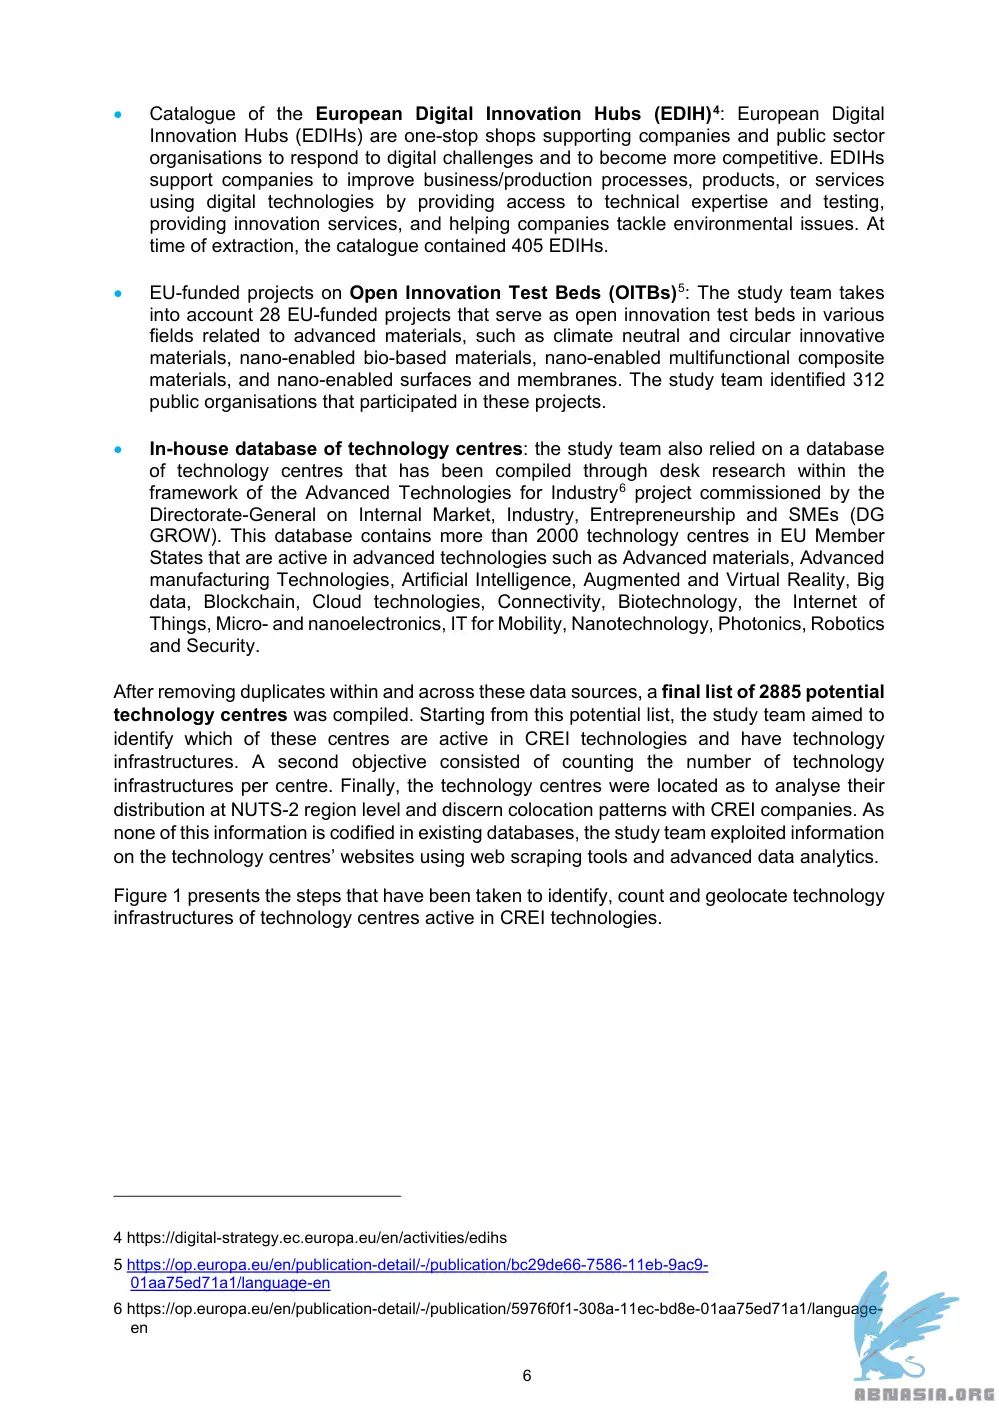 • Catalogue of the European Digital Innovation Hubs (EDIH)4: European Digital
Innovation Hubs (EDIHs) are one-stop shops supporting companies and public sector
organisations to respond to digital challenges and to become more competitive. EDIHs
support companies to improve business/production processes, products, or services
using digital technologies by providing access to technical expertise and testing,
providing innovation services, and helping companies tackle environmental issues. At
time of extraction, the catalogue contained 405 EDIHs.
• EU-funded projects on Open Innovation Test Beds (OITBs)5: The study team takes
into account 28 EU-funded projects that serve as open innovation test beds in various
fields related to advanced materials, such as climate neutral and circular innovative
materials, nano-enabled bio-based materials, nano-enabled multifunctional composite
materials, and nano-enabled surfaces and membranes. The study team identified 312
public organisations that participated in these projects.
• In-house database of technology centres: the study team also relied on a database
of technology centres that has been compiled through desk research within the
framework of the Advanced Technologies for Industry6 project commissioned by the
Directorate-General on Internal Market, Industry, Entrepreneurship and SMEs (DG
GROW). This database contains more than 2000 technology centres in EU Member
States that are active in advanced technologies such as Advanced materials, Advanced
manufacturing Technologies, Artificial Intelligence, Augmented and Virtual Reality, Big
data, Blockchain, Cloud technologies, Connectivity, Biotechnology, the Internet of
Things, Micro- and nanoelectronics, IT for Mobility, Nanotechnology, Photonics, Robotics
and Security.
After removing duplicates within and across these data sources, a final list of 2885 potential
technology centres was compiled. Starting from this potential list, the study team aimed to
identify which of these centres are active in CREI technologies and have technology
infrastructures. A second objective consisted of counting the number of technology
infrastructures per centre. Finally, the technology centres were located as to analyse their
distribution at NUTS-2 region level and discern colocation patterns with CREI companies. As
none of this information is codified in existing databases, the study team exploited information
on the technology centres’ websites using web scraping tools and advanced data analytics.
Figure 1 presents the steps that have been taken to identify, count and geolocate technology
infrastructures of technology centres active in CREI technologies.
4 https://digital-strategy.ec.europa.eu/en/activities/edihs
5 https://op.europa.eu/en/publication-detail/-/publication/bc29de66-7586-11eb-9ac9-
01aa75ed71a1/language-en
6 https://op.europa.eu/en/publication-detail/-/publication/5976f0f1-308a-11ec-bd8e-01aa75ed71a1/language-
en
6
ABNASIA.ORG